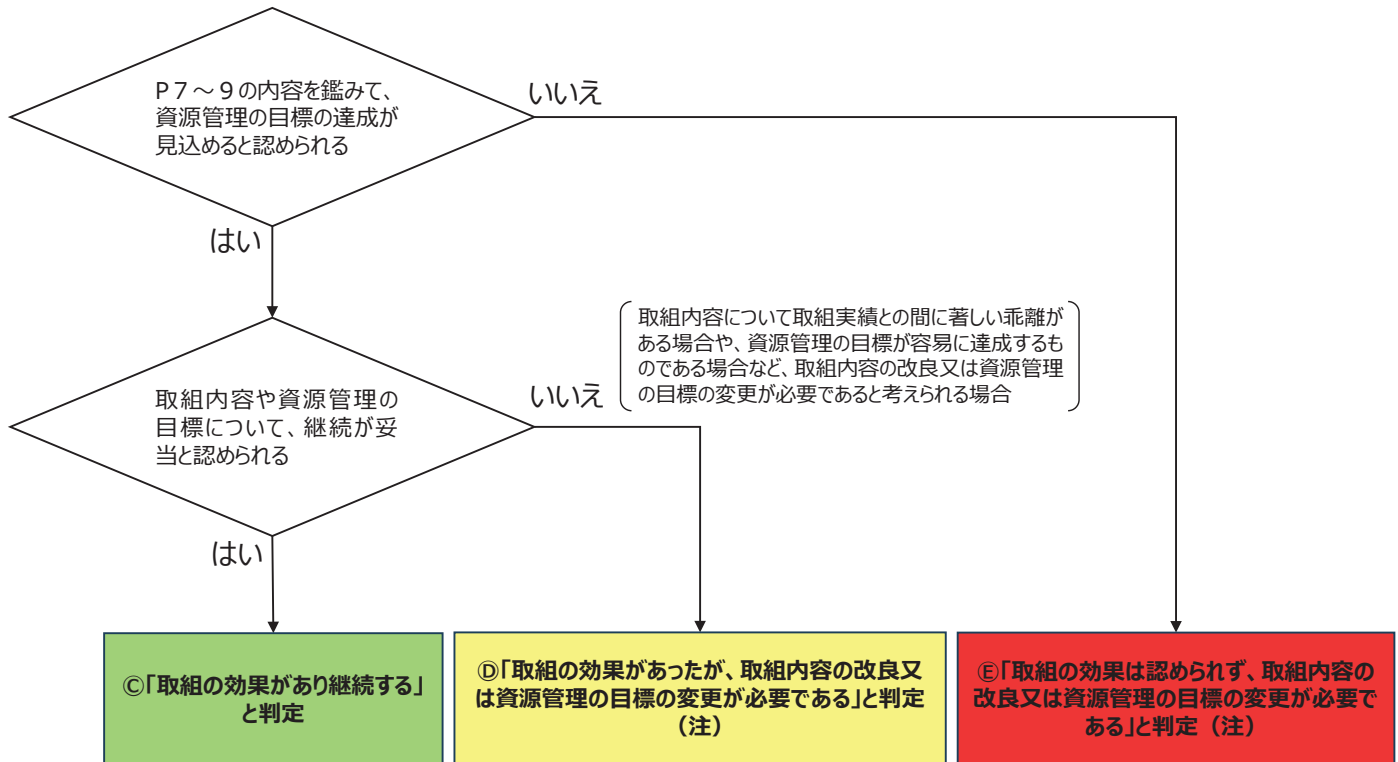 P７～９の内容を鑑みて、
資源管理の目標の達成が
見込めると認められる
いいえ
はい
取組内容について取組実績との間に著しい乖離が
ある場合や、資源管理の目標が容易に達成するも
のである場合など、取組内容の改良又は資源管理
の目標の変更が必要であると考えられる場合
取組内容や資源管理の
目標について、継続が妥
当と認められる
いいえ
はい
Ⓒ「取組の効果があり継続する」
と判定
Ⓓ「取組の効果があったが、取組内容の改良又
は資源管理の目標の変更が必要である」と判定
（注）
Ⓔ「取組の効果は認められず、取組内容の
改良又は資源管理の目標の変更が必要で
ある」と判定（注）